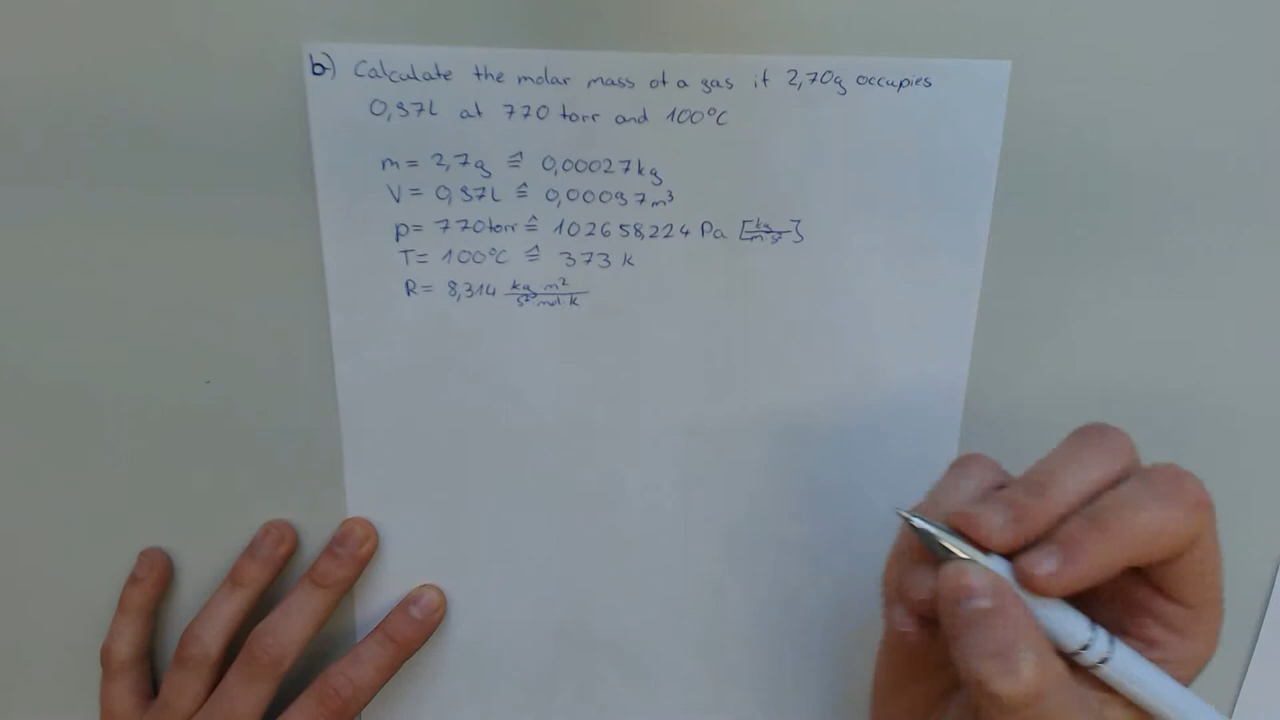 b) Calculate the molar mass of a gas if 2,70g occupies
0,97L at 770 torr and 100°C
m = 2,7g ≙ 0,00027kg
V = 0,97L ≙ 0,00097m³
p = 770torr ≙ 102658,224 Pa [kg/m·s²]
T = 100°C ≙ 373 K
R = 8,314 kg m²/s² mol·K